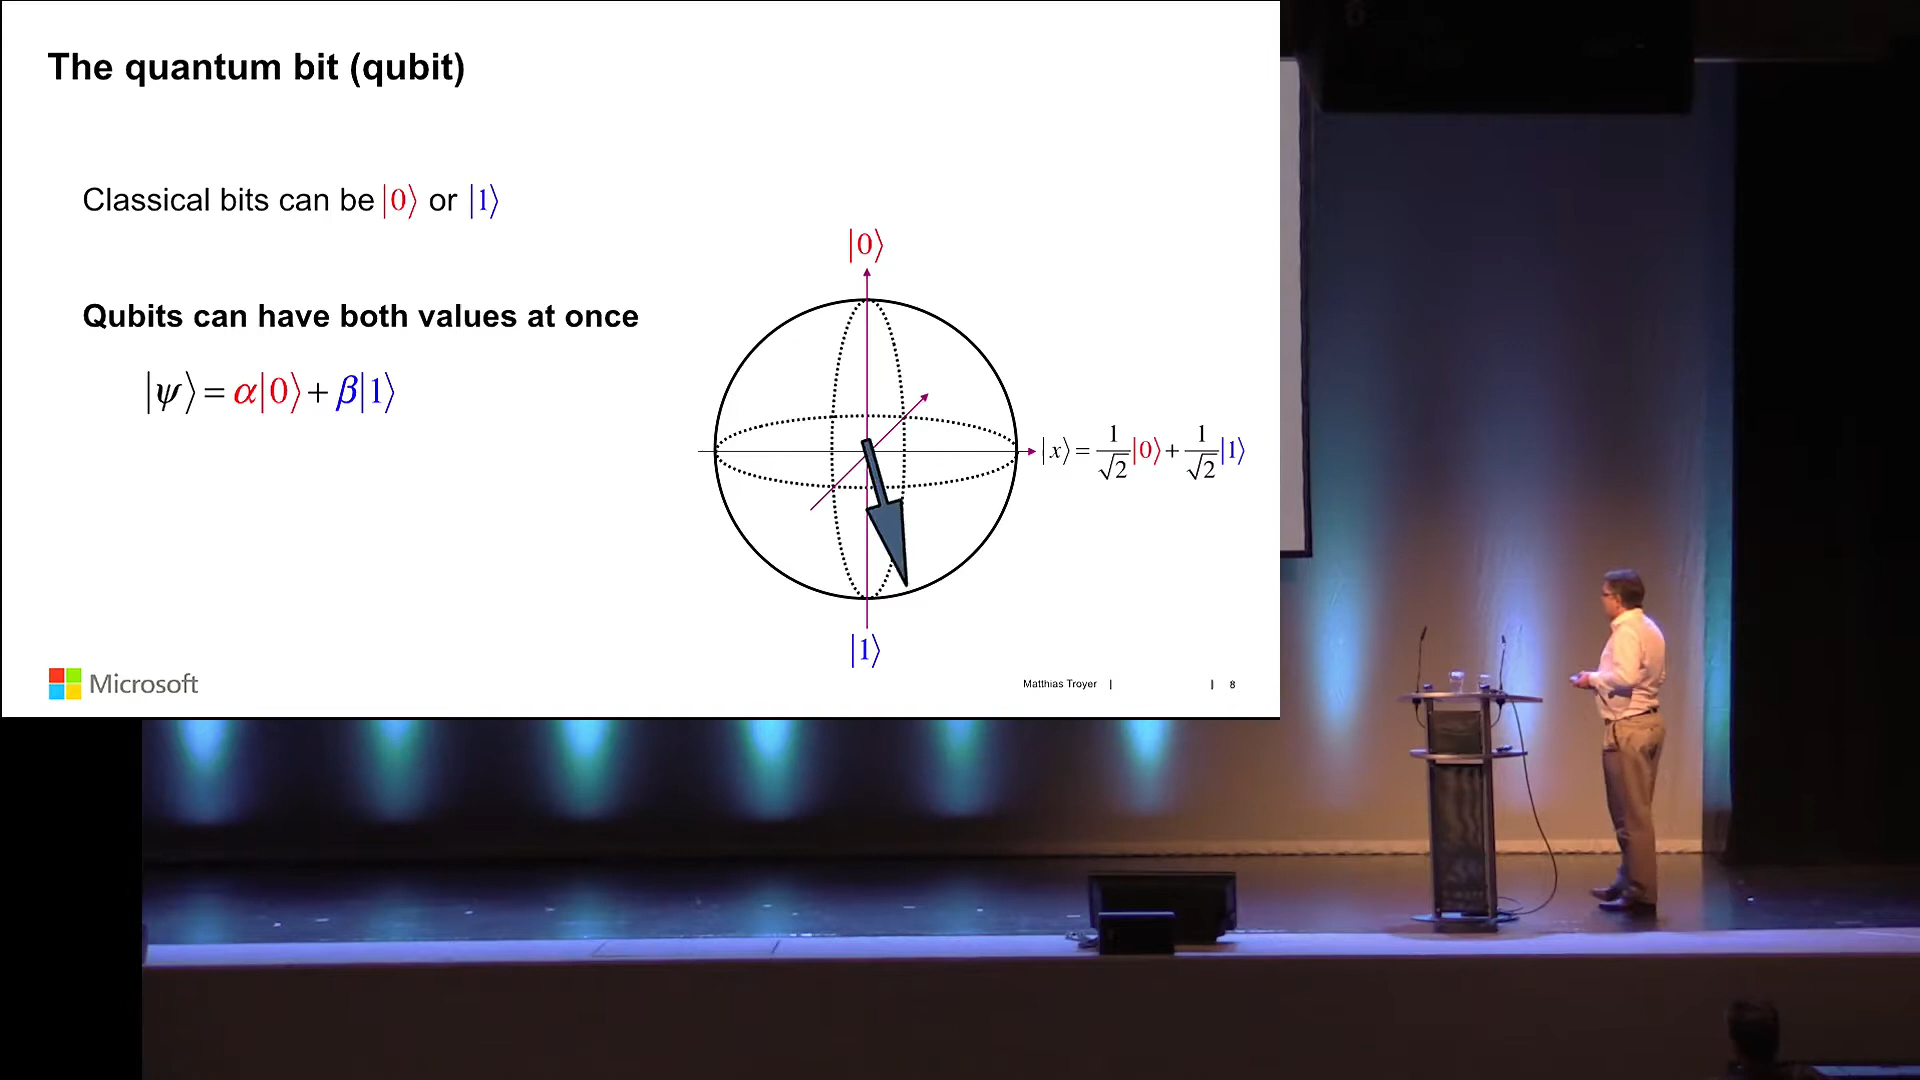 The quantum bit (qubit)
Classical bits can be |0⟩ or |1⟩
Qubits can have both values at once
|ψ⟩ = α|0⟩ + β|1⟩
|0⟩
|x⟩ = 1/√2|0⟩ + 1/√2|1⟩
|1⟩
Microsoft
Matthias Troyer | | 8